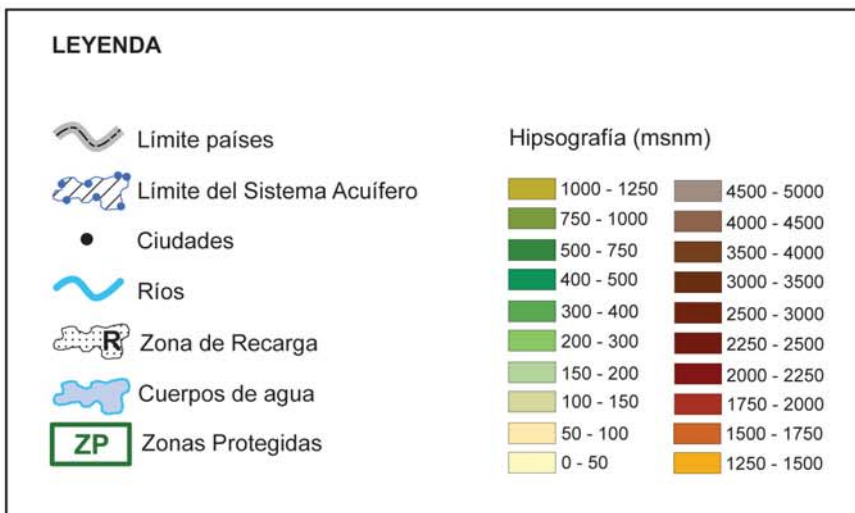 LEYENDA
Límite países
Límite del Sistema Acuífero
Ciudades
Ríos
R Zona de Recarga
Cuerpos de agua
ZP Zonas Protegidas
Hipsografía (msnm)
1000 - 1250
750 - 1000
500 - 750
400 - 500
300 - 400
200 - 300
150 - 200
100 - 150
50 - 100
0 - 50
4500 - 5000
4000 - 4500
3500 - 4000
3000 - 3500
2500 - 3000
2250 - 2500
2000 - 2250
1750 - 2000
1500 - 1750
1250 - 1500